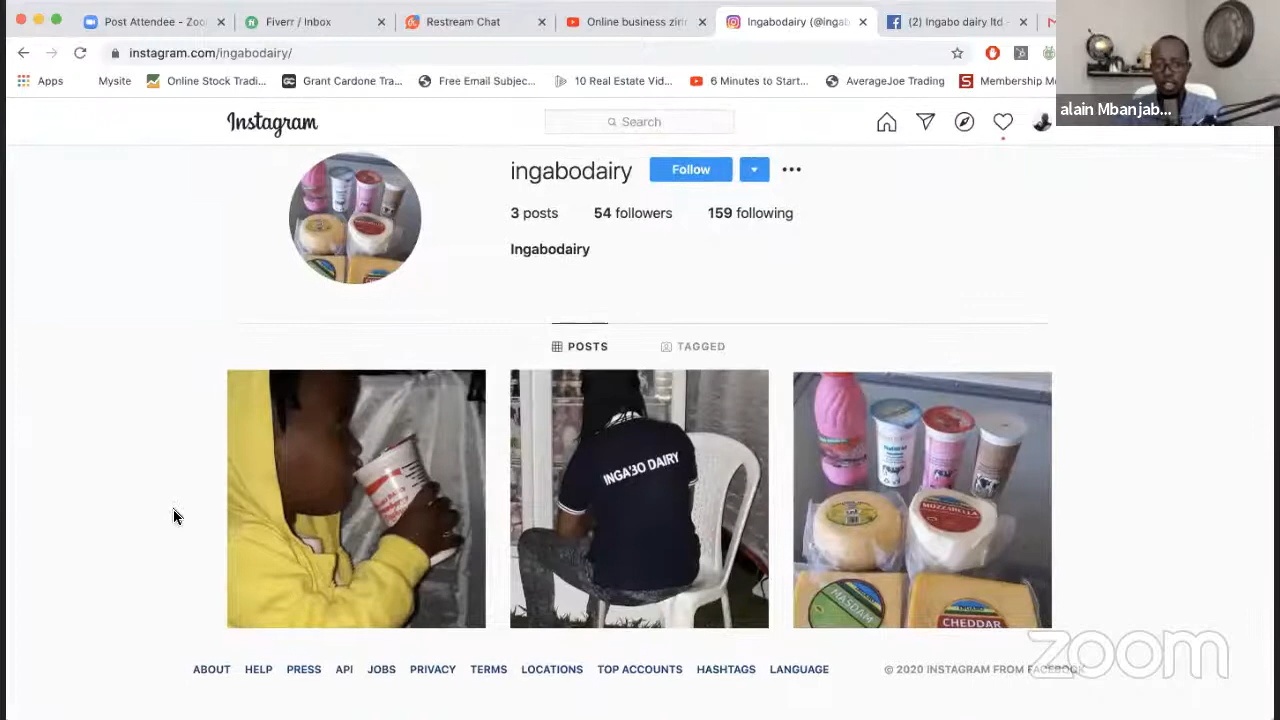 Post Attendee - Zoo
Fiverr / Inbox
Restream Chat
Online business ziri
Ingabodairy (@ingab
(2) Ingabo dairy ltd -
instagram.com/ingabodairy/
Apps
Mysite
Online Stock Tradi...
Grant Cardone Tra...
Free Email Subjec...
10 Real Estate Vid...
6 Minutes to Start...
AverageJoe Trading
Membership M
alain Mbanjab...
Instagram
Search
ingabodairy
Follow
3 posts
54 followers
159 following
Ingabodairy
POSTS
TAGGED
INGABO DAIRY
MOZZARELLA
MASDAM
CHEDDAR
ABOUT
HELP
PRESS
API
JOBS
PRIVACY
TERMS
LOCATIONS
TOP ACCOUNTS
HASHTAGS
LANGUAGE
© 2020 INSTAGRAM FROM FACEBOOK
zoom